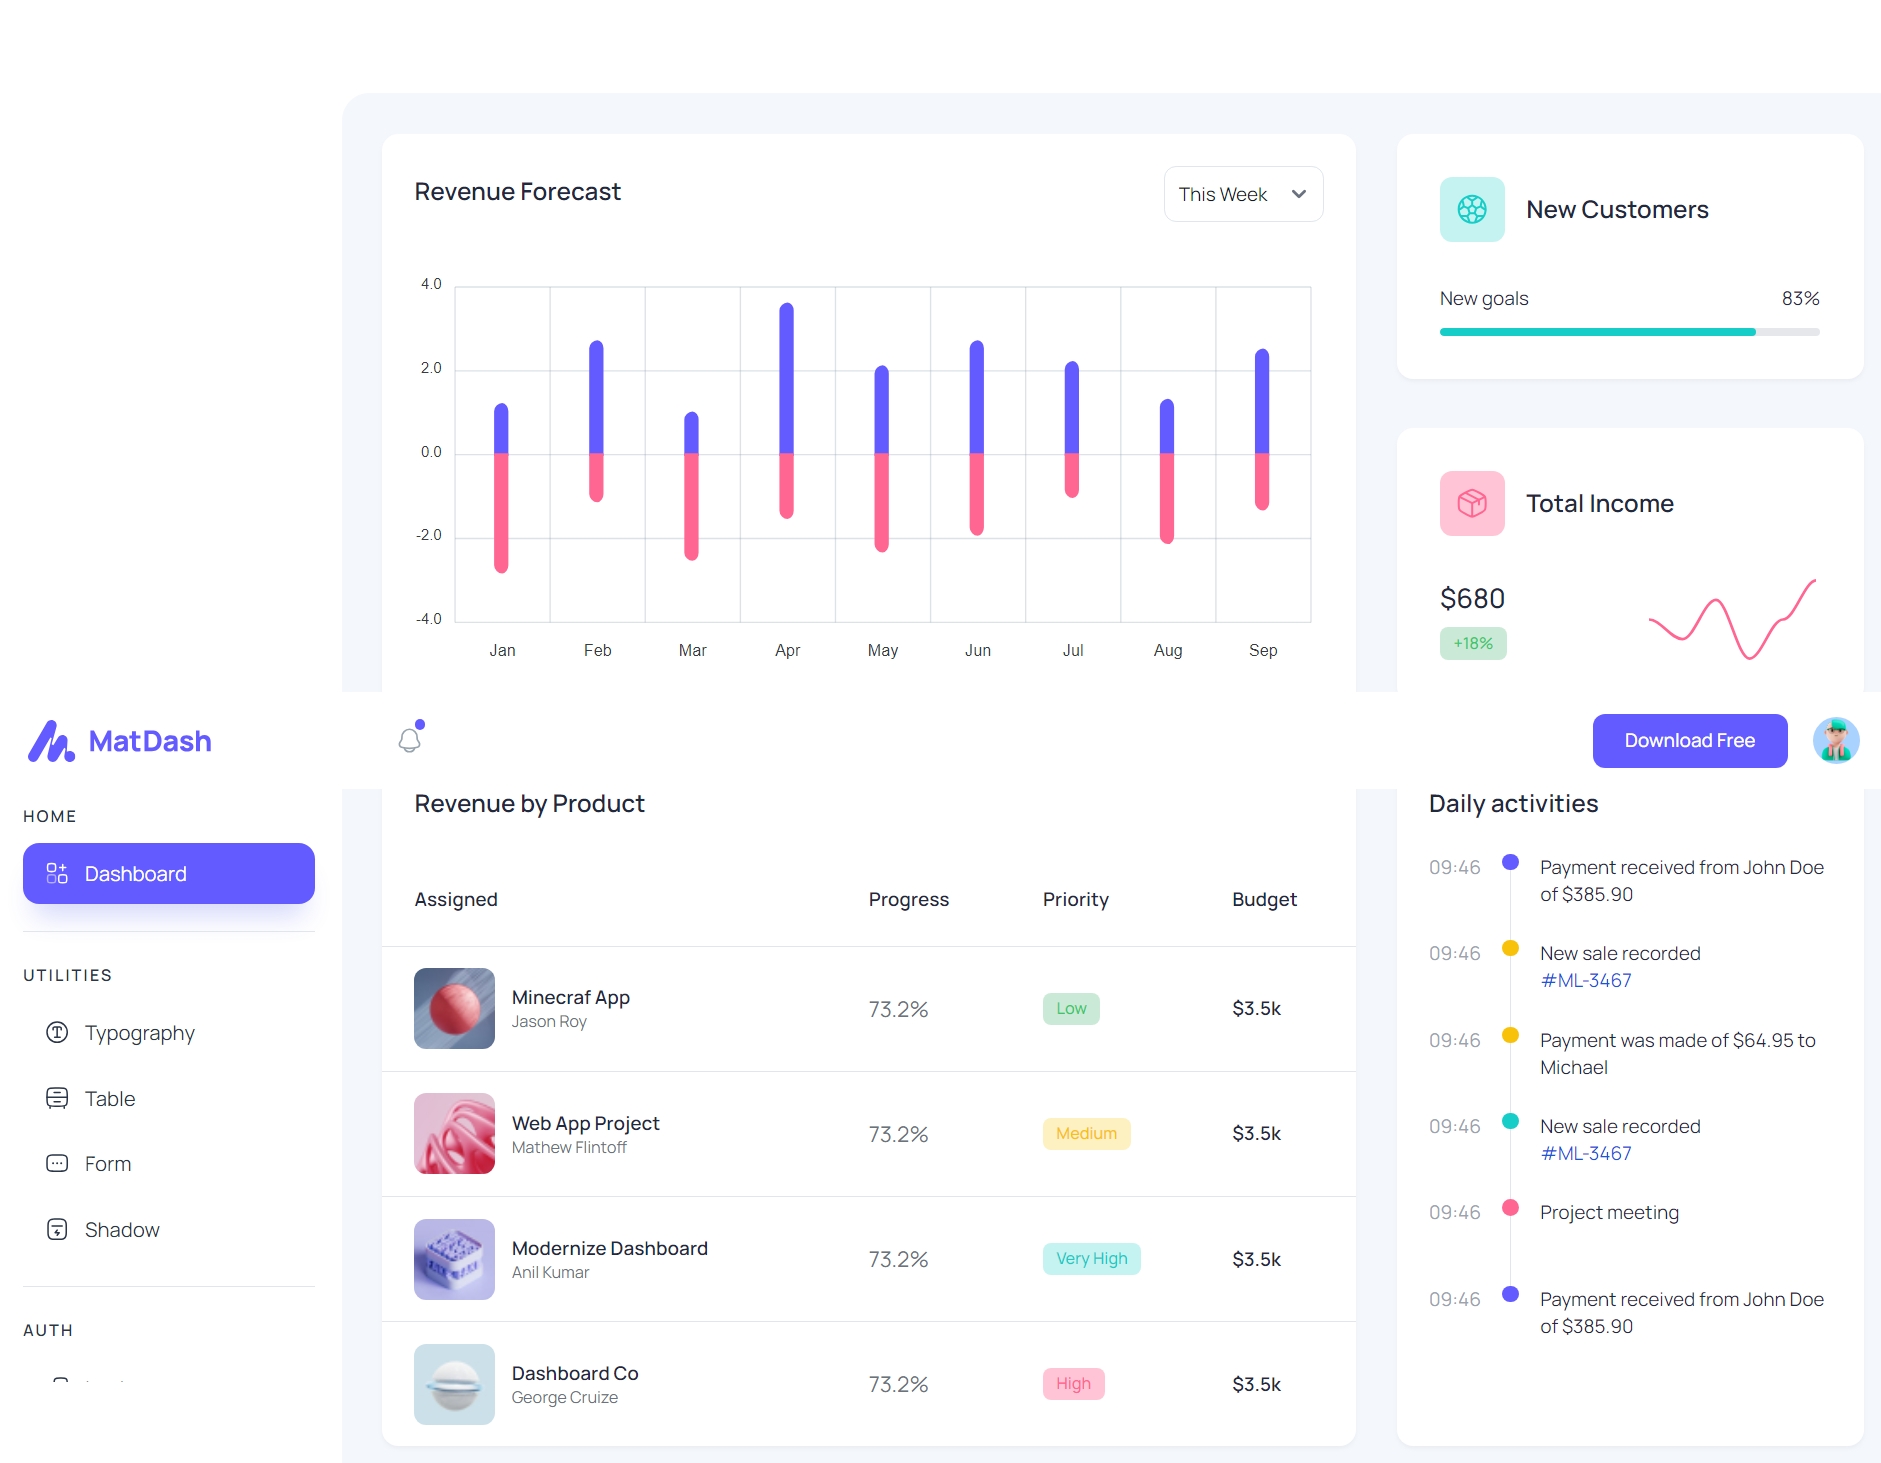 Revenue Forecast
This Week
4.0
2.0
0.0
-2.0
-4.0
Jan Feb Mar Apr May Jun Jul Aug Sep
New Customers
New goals 83%
Total Income
$680
+18%
MatDash
Download Free
HOME
Dashboard
UTILITIES
Typography
Table
Form
Shadow
AUTH
Revenue by Product
Assigned Progress Priority Budget
Minecraf App
Jason Roy
73.2% Low $3.5k
Web App Project
Mathew Flintoff
73.2% Medium $3.5k
Modernize Dashboard
Anil Kumar
73.2% Very High $3.5k
Dashboard Co
George Cruize
73.2% High $3.5k
Daily activities
09:46 Payment received from John Doe
of $385.90
09:46 New sale recorded
#ML-3467
09:46 Payment was made of $64.95 to
Michael
09:46 New sale recorded
#ML-3467
09:46 Project meeting
09:46 Payment received from John Doe
of $385.90